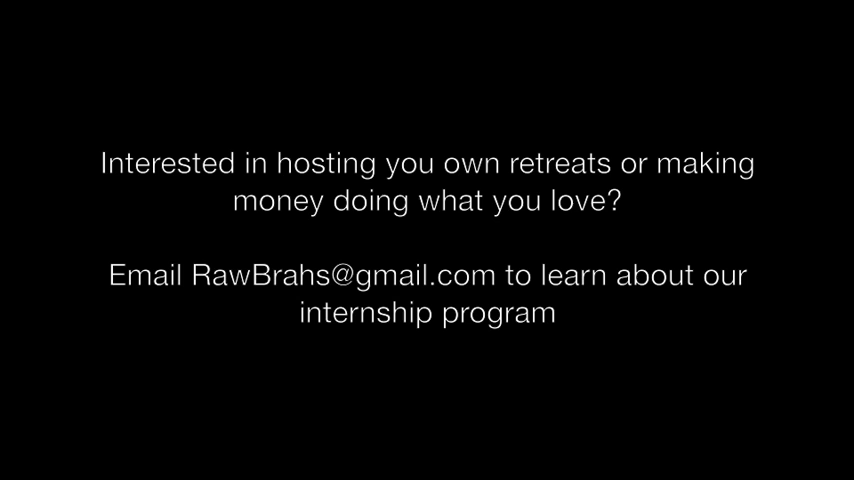 Interested in hosting you own retreats or making
money doing what you love?
Email RawBrahs@gmail.com to learn about our
internship program